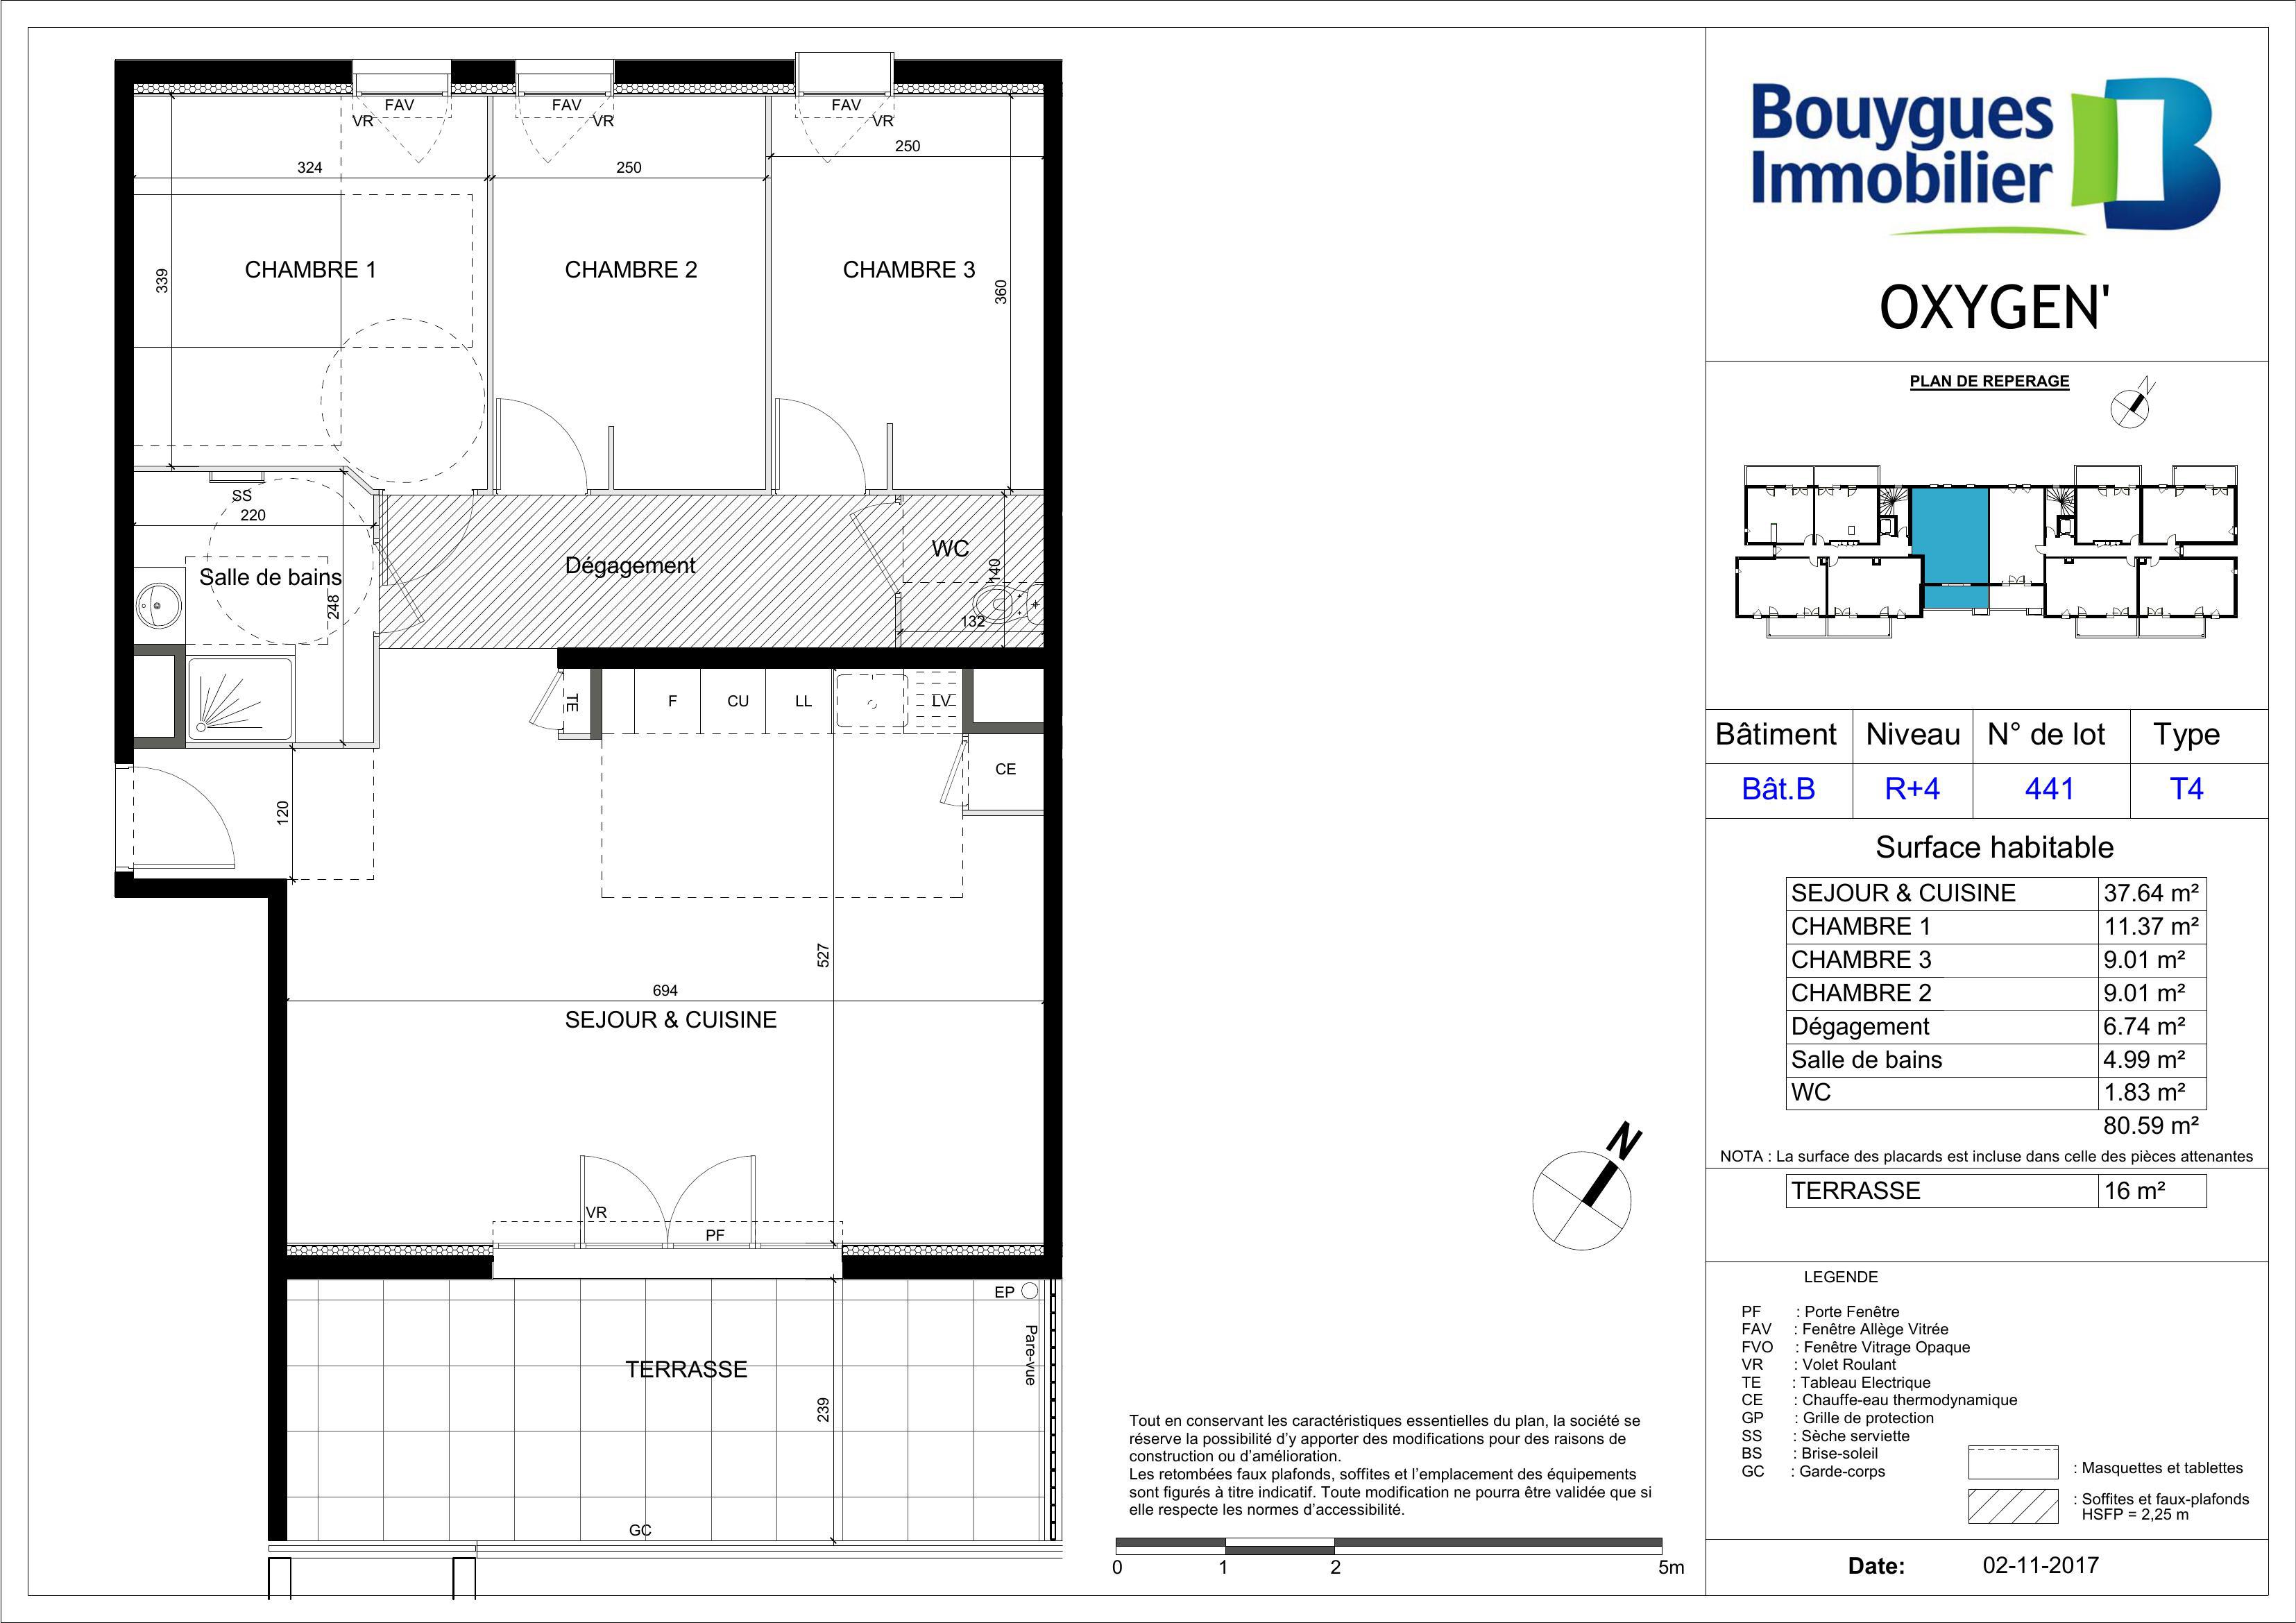 FAV
FAV
FAV
VR
VR
VR
324
250
250
CHAMBRE 1
CHAMBRE 2
CHAMBRE 3
339
360
SS
220
Salle de bains
248
Dégagement
WC
140
132
TE
F
CU
LL
LV
CE
120
527
694
SEJOUR & CUISINE
VR
PF
EP
Pare-vue
TERRASSE
239
GC
N
Tout en conservant les caractéristiques essentielles du plan, la société se
réserve la possibilité d'y apporter des modifications pour des raisons de
construction ou d'amélioration.
Les retombées faux plafonds, soffites et l'emplacement des équipements
sont figurés à titre indicatif. Toute modification ne pourra être validée que si
elle respecte les normes d'accessibilité.
0 1 2 5m
Bouygues
Immobilier
OXYGEN'
PLAN DE REPERAGE
N
Bâtiment Niveau N° de lot Type
Bât.B R+4 441 T4
Surface habitable
SEJOUR & CUISINE 37.64 m²
CHAMBRE 1 11.37 m²
CHAMBRE 3 9.01 m²
CHAMBRE 2 9.01 m²
Dégagement 6.74 m²
Salle de bains 4.99 m²
WC 1.83 m²
80.59 m²
NOTA : La surface des placards est incluse dans celle des pièces attenantes
TERRASSE 16 m²
LEGENDE
PF : Porte Fenêtre
FAV : Fenêtre Allège Vitrée
FVO : Fenêtre Vitrage Opaque
VR : Volet Roulant
TE : Tableau Electrique
CE : Chauffe-eau thermodynamique
GP : Grille de protection
SS : Sèche serviette
BS : Brise-soleil
GC : Garde-corps
: Masquettes et tablettes
: Soffites et faux-plafonds
HSFP = 2,25 m
Date: 02-11-2017